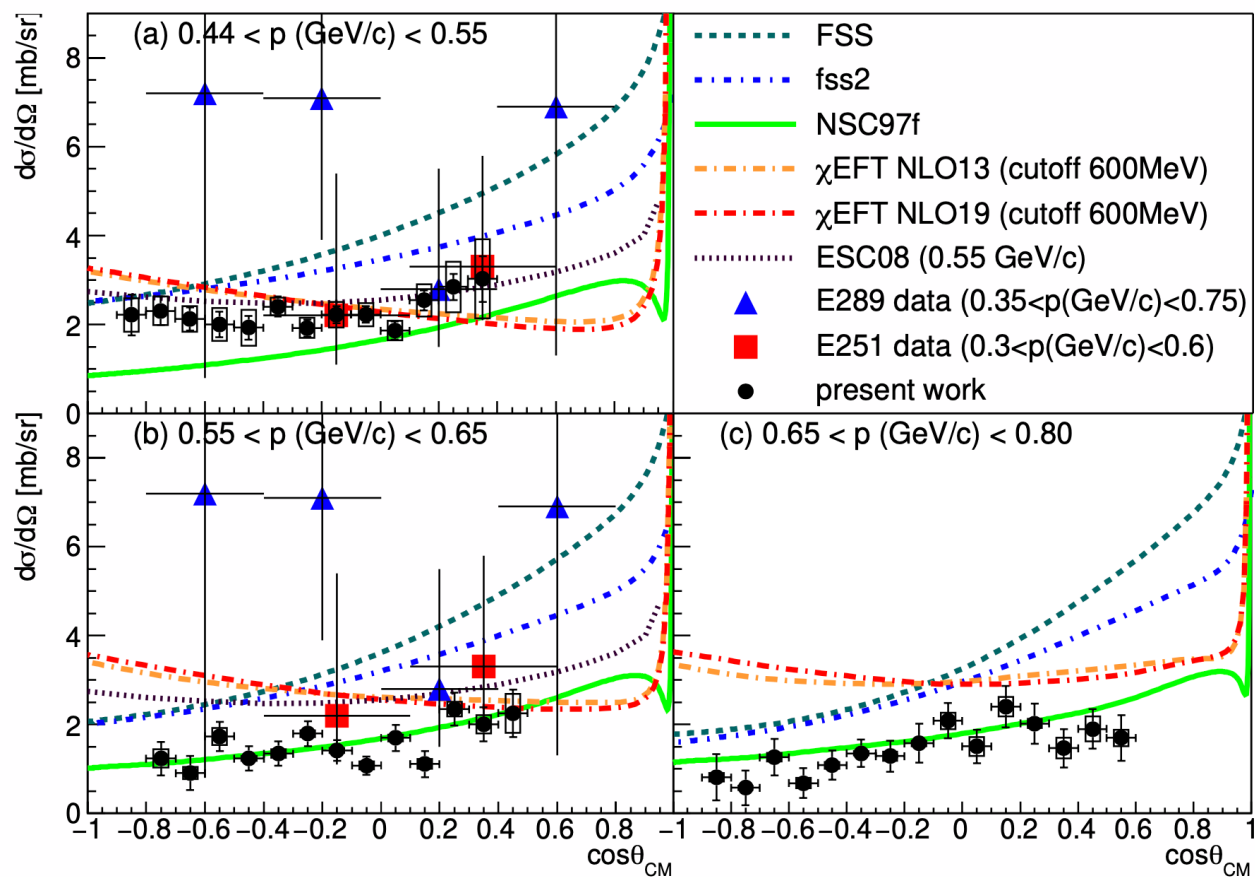 dσ/dΩ [mb/sr]
8
6
4
2
0
(a) 0.44 < p (GeV/c) < 0.55
FSS
fss2
NSC97f
χEFT NLO13 (cutoff 600MeV)
χEFT NLO19 (cutoff 600MeV)
ESC08 (0.55 GeV/c)
E289 data (0.35<p(GeV/c)<0.75)
E251 data (0.3<p(GeV/c)<0.6)
present work
dσ/dΩ [mb/sr]
8
6
4
2
0
(b) 0.55 < p (GeV/c) < 0.65
(c) 0.65 < p (GeV/c) < 0.80
−1 −0.8 −0.6 −0.4 −0.2 0 0.2 0.4 0.6 0.8 −1 −0.8 −0.6 −0.4 −0.2 0 0.2 0.4 0.6 0.8 1
cosθCM cosθCM